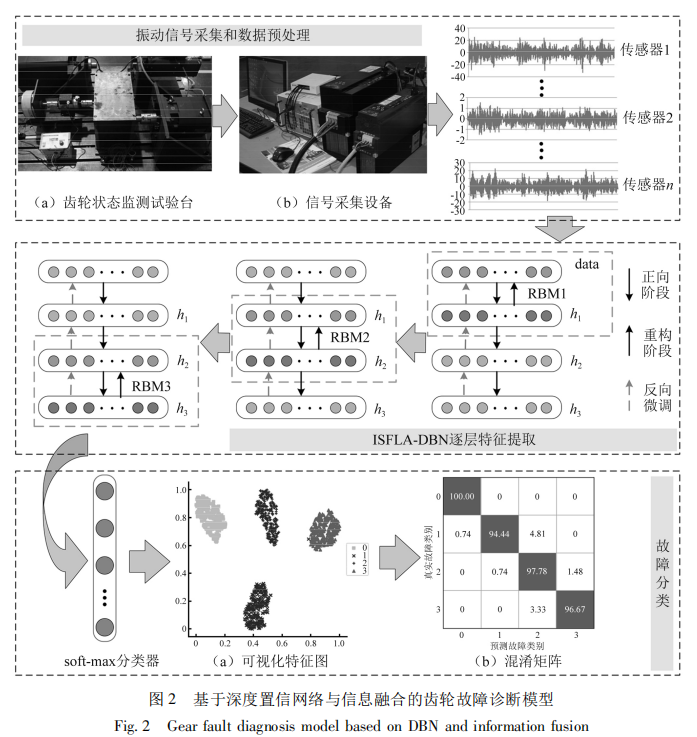 振动信号采集和数据预处理
（a）齿轮状态监测试验台
（b）信号采集设备
40
20
0
-20
-40
传感器1
2
1
0
-1
-2
传感器2
30
20
10
0
-10
-20
-30
传感器n
RBM3
h1
h2
h3
RBM2
h1
h2
h3
data
RBM1
h1
h2
h3
正向
阶段
重构
阶段
反向
微调
ISFLA-DBN逐层特征提取
soft-max分类器
1.0
0.8
0.6
0.4
0.2
0
0 0.2 0.4 0.6 0.8 1.0
0
1
2
3
（a）可视化特征图
真实故障类别
0 100.00 0 0 0
1 0.74 94.44 4.81 0
2 0 0.74 97.78 1.48
3 0 0 3.33 96.67
0 1 2 3
预测故障类别
（b）混淆矩阵
故障分类
图 2 基于深度置信网络与信息融合的齿轮故障诊断模型
Fig. 2 Gear fault diagnosis model based on DBN and information fusion